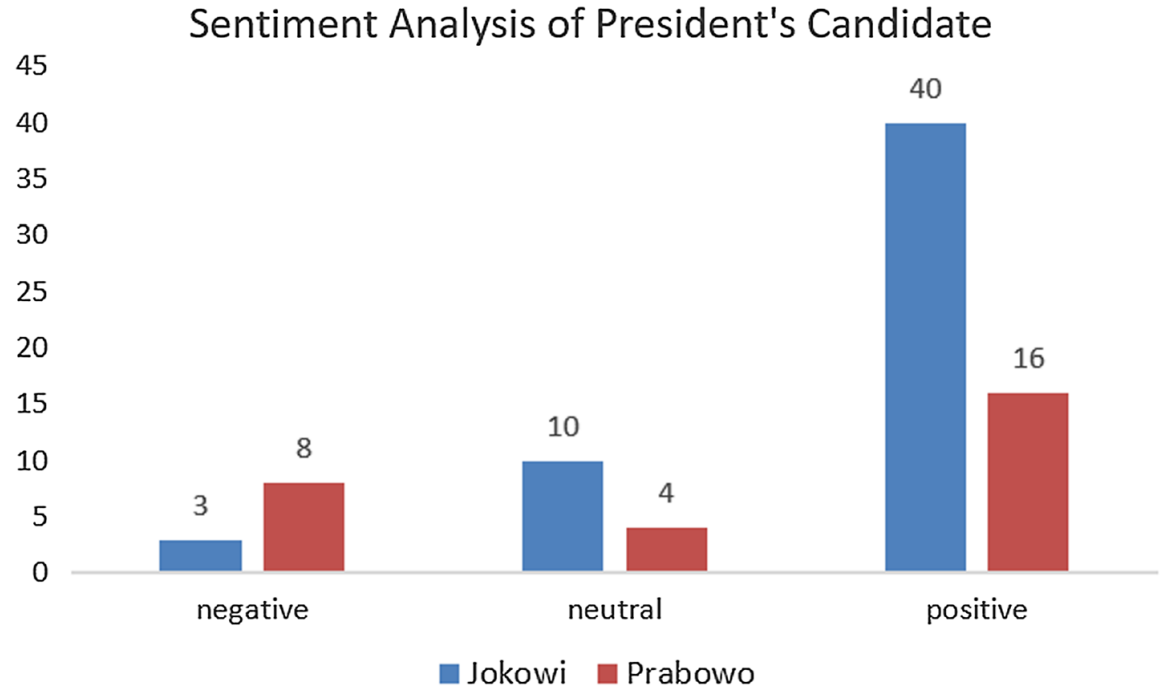 Sentiment Analysis of President's Candidate
45
40
35
30
25
20
15
10
5
0
3
8
10
4
40
16
negative
neutral
positive
Jokowi
Prabowo